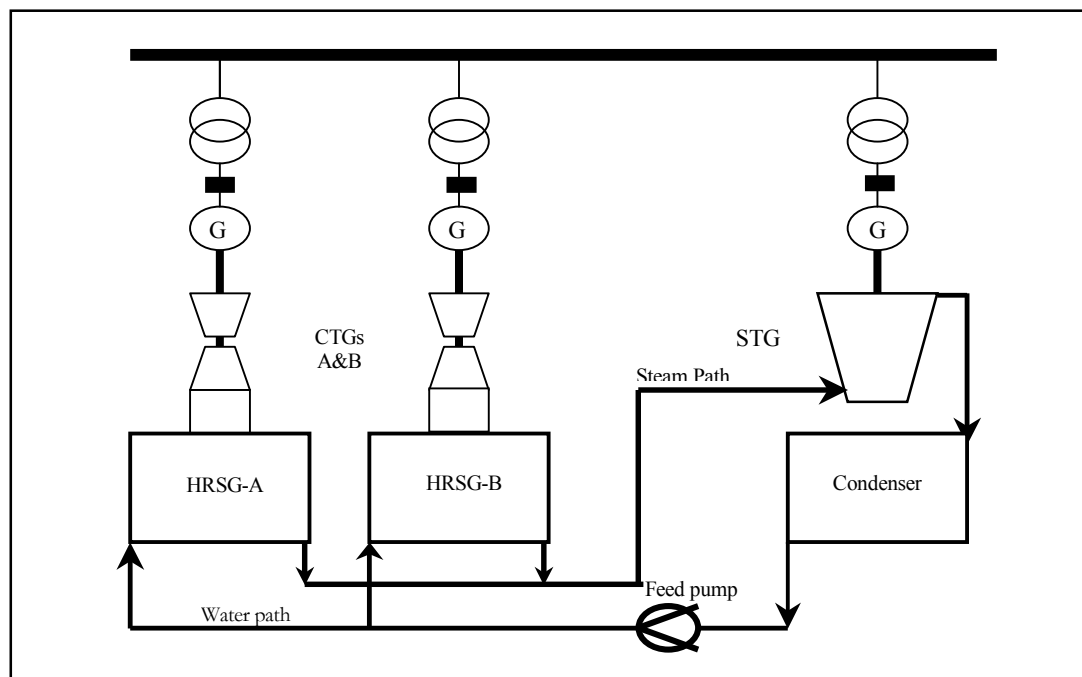 G
G
G
CTGs
A&B
STG
Steam Path
HRSG-A
HRSG-B
Condenser
Feed pump
Water path